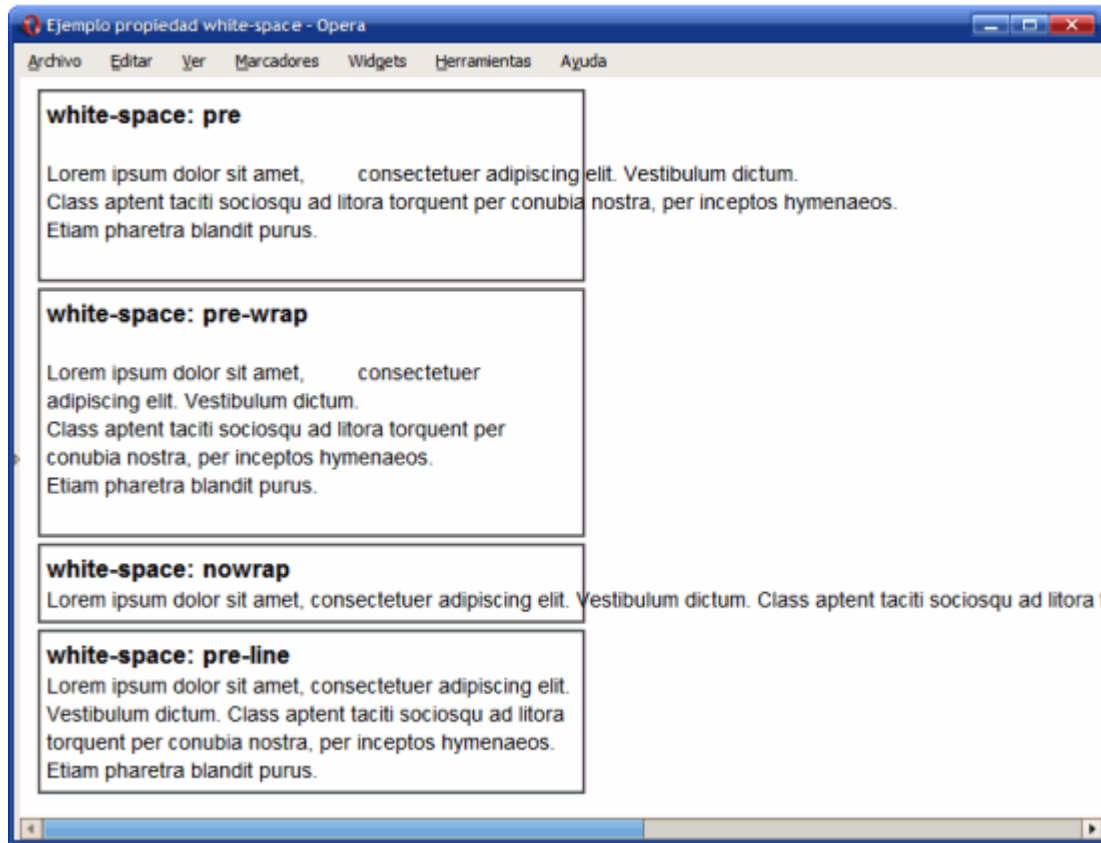 Ejemplo propiedad white-space - Opera
Archivo Editar Ver Marcadores Widgets Herramientas Ayuda
white-space: pre
Lorem ipsum dolor sit amet,         consectetuer adipiscing elit. Vestibulum dictum.
Class aptent taciti sociosqu ad litora torquent per conubia nostra, per inceptos hymenaeos.
Etiam pharetra blandit purus.
white-space: pre-wrap
Lorem ipsum dolor sit amet,         consectetuer
adipiscing elit. Vestibulum dictum.
Class aptent taciti sociosqu ad litora torquent per
conubia nostra, per inceptos hymenaeos.
Etiam pharetra blandit purus.
white-space: nowrap
Lorem ipsum dolor sit amet, consectetuer adipiscing elit. Vestibulum dictum. Class aptent taciti sociosqu ad litora
white-space: pre-line
Lorem ipsum dolor sit amet, consectetuer adipiscing elit.
Vestibulum dictum. Class aptent taciti sociosqu ad litora
torquent per conubia nostra, per inceptos hymenaeos.
Etiam pharetra blandit purus.